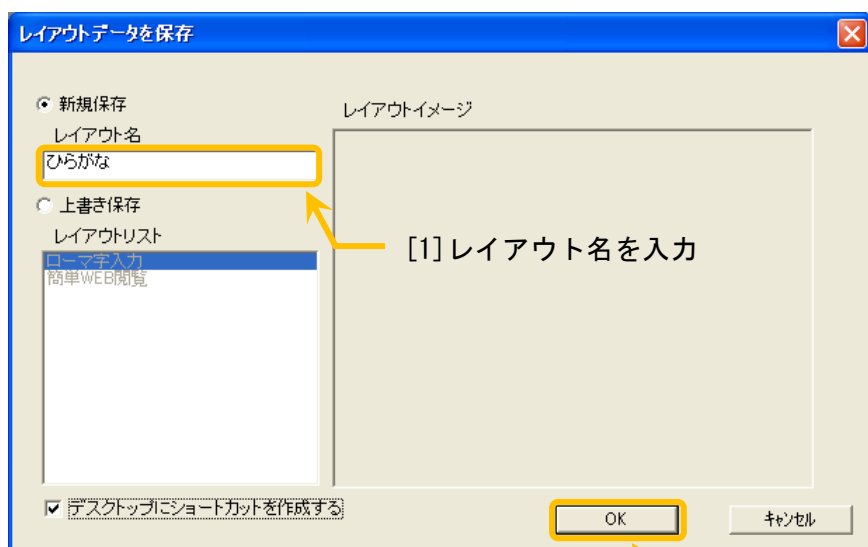 レイアウトデータを保存
新規保存
レイアウト名
ひらがな
上書き保存
レイアウトリスト
ローマ字入力
簡単WEB閲覧
デスクトップにショートカットを作成する
レイアウトイメージ
[1]レイアウト名を入力
OK
キャンセル